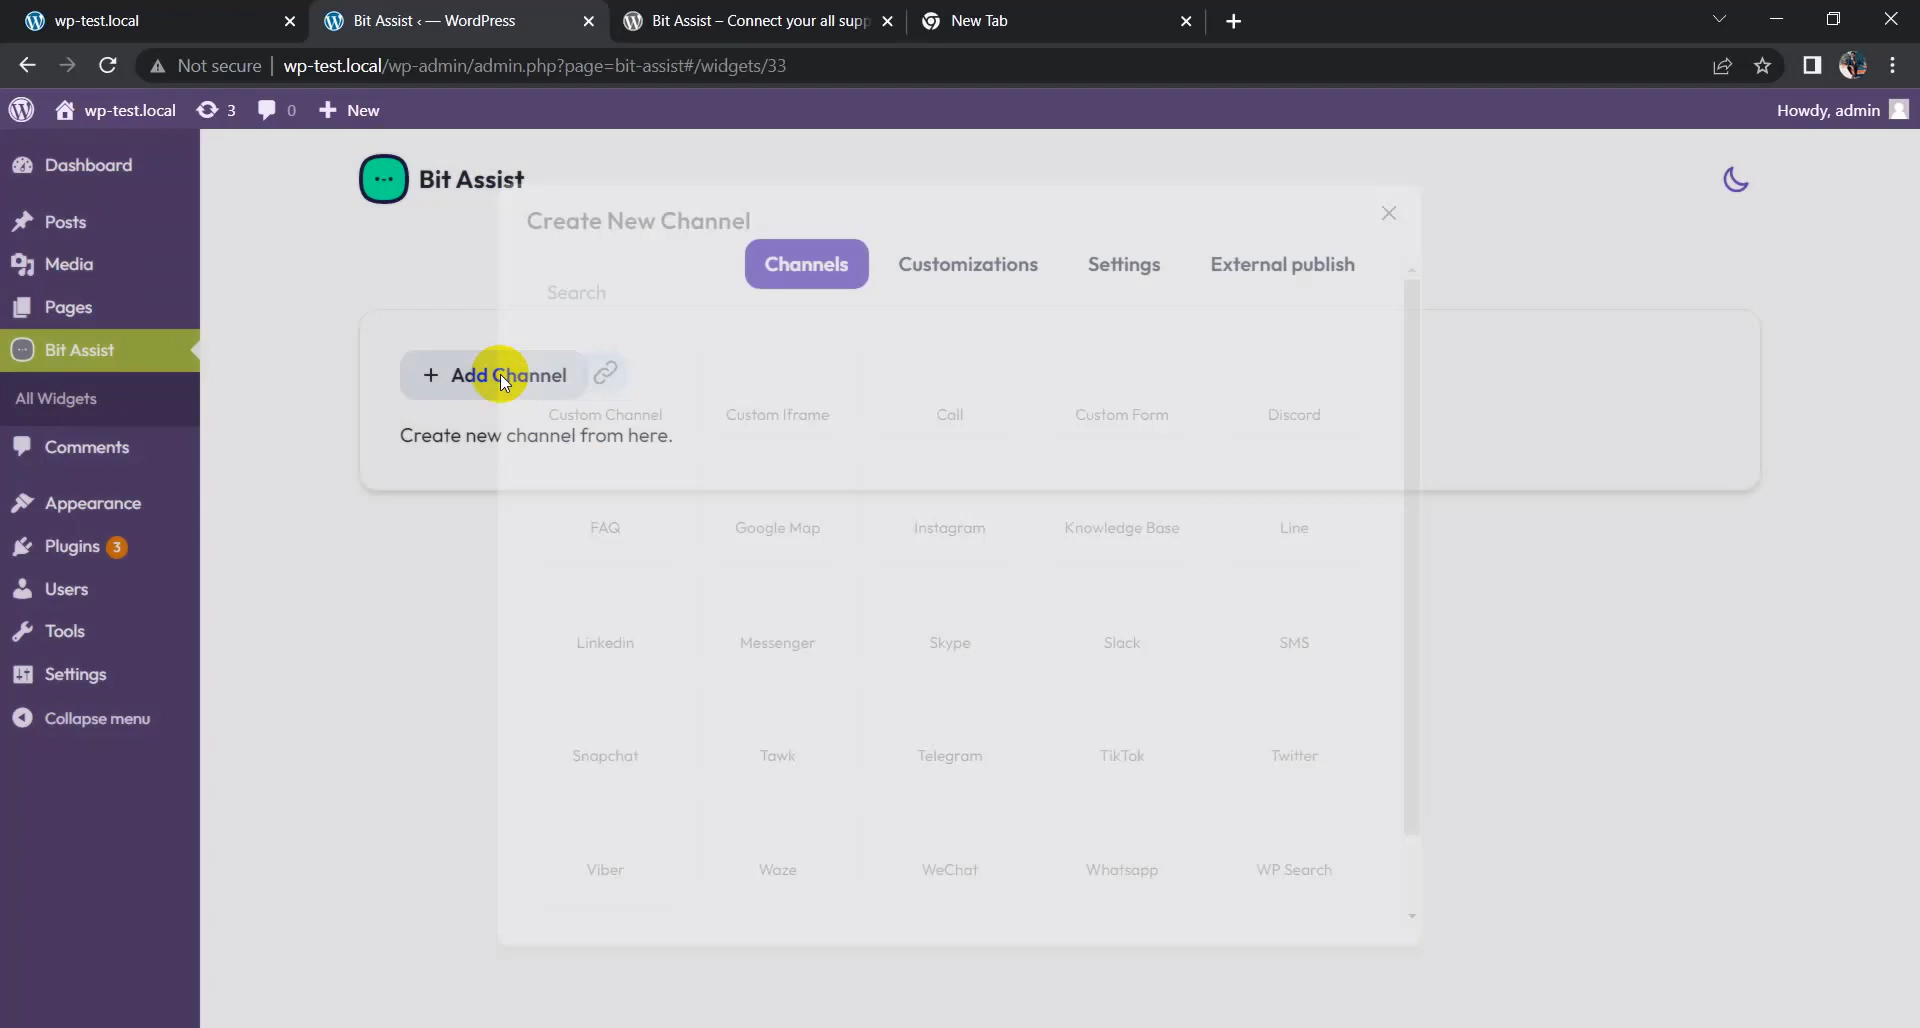 wp-test.local
Bit Assist ‹ — WordPress
Bit Assist – Connect your all supp
New Tab
Not secure
wp-test.local/wp-admin/admin.php?page=bit-assist#/widgets/33
wp-test.local
3
0
New
Howdy, admin
Dashboard
Posts
Media
Pages
Bit Assist
All Widgets
Comments
Appearance
Plugins 3
Users
Tools
Settings
Collapse menu
Bit Assist
Create New Channel
Channels
Customizations
Settings
External publish
Search
+ Add Channel
Create new channel from here.
Custom Channel
Custom Iframe
Call
Custom Form
Discord
FAQ
Google Map
Instagram
Knowledge Base
Line
Linkedin
Messenger
Skype
Slack
SMS
Snapchat
Tawk
Telegram
TikTok
Twitter
Viber
Waze
WeChat
Whatsapp
WP Search